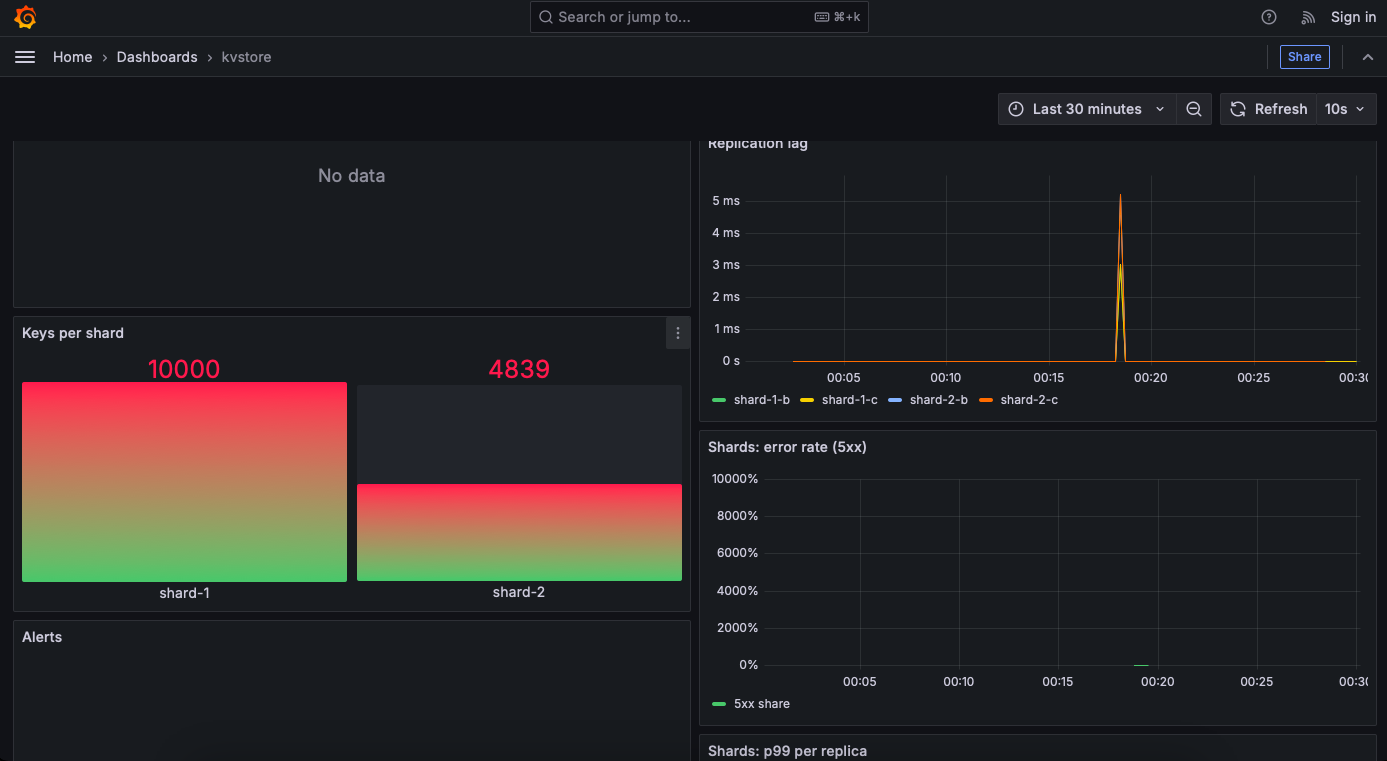 Search or jump to... ⌘+k Sign in
Home › Dashboards › kvstore Share
Last 30 minutes Refresh 10s
No data
Keys per shard
10000 4839
shard-1 shard-2
Alerts
Replication lag
5 ms
4 ms
3 ms
2 ms
1 ms
0 s
00:05 00:10 00:15 00:20 00:25 00:30
shard-1-b shard-1-c shard-2-b shard-2-c
Shards: error rate (5xx)
10000%
8000%
6000%
4000%
2000%
0%
00:05 00:10 00:15 00:20 00:25 00:30
5xx share
Shards: p99 per replica